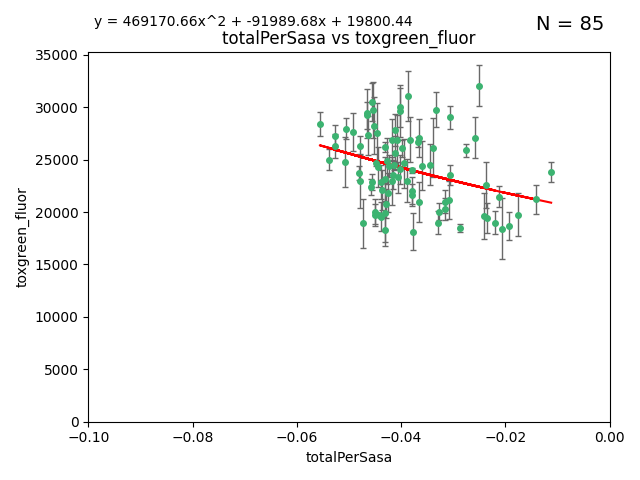 y = 469170.66x^2 + -91989.68x + 19800.44
N = 85
totalPerSasa vs toxgreen_fluor
35000
30000
25000
20000
15000
10000
5000
0
toxgreen_fluor
−0.10
−0.08
−0.06
−0.04
−0.02
0.00
totalPerSasa